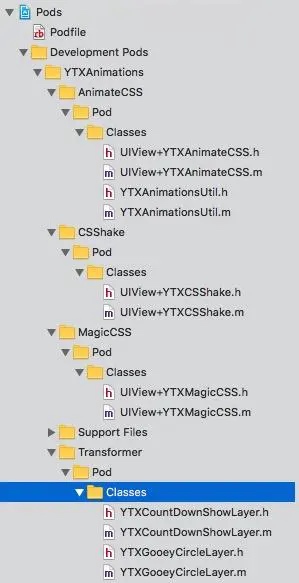 Pods
Podfile
Development Pods
YTXAnimations
AnimateCSS
Pod
Classes
UIView+YTXAnimateCSS.h
UIView+YTXAnimateCSS.m
YTXAnimationsUtil.h
YTXAnimationsUtil.m
CSShake
Pod
Classes
UIView+YTXCSShake.h
UIView+YTXCSShake.m
MagicCSS
Pod
Classes
UIView+YTXMagicCSS.h
UIView+YTXMagicCSS.m
Support Files
Transformer
Pod
Classes
YTXCountDownShowLayer.h
YTXCountDownShowLayer.m
YTXGooeyCircleLayer.h
YTXGooeyCircleLayer.m